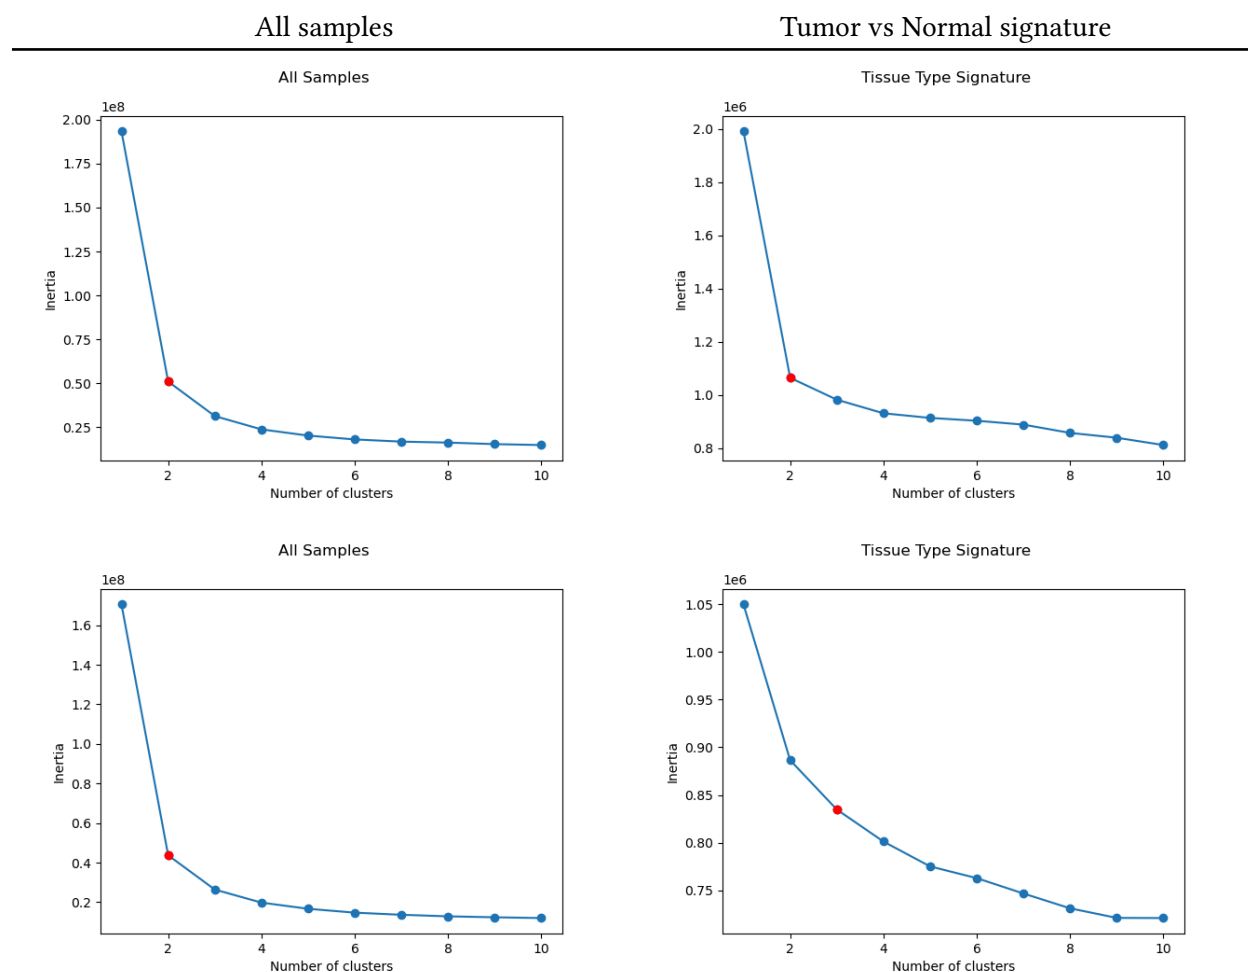 All samples
Tumor vs Normal signature
All Samples
1e8
2.00
1.75
1.50
1.25
1.00
0.75
0.50
0.25
Inertia
2 4 6 8 10
Number of clusters
Tissue Type Signature
1e6
2.0
1.8
1.6
1.4
1.2
1.0
0.8
Inertia
2 4 6 8 10
Number of clusters
All Samples
1e8
1.6
1.4
1.2
1.0
0.8
0.6
0.4
0.2
Inertia
2 4 6 8 10
Number of clusters
Tissue Type Signature
1e6
1.05
1.00
0.95
0.90
0.85
0.80
0.75
Inertia
2 4 6 8 10
Number of clusters